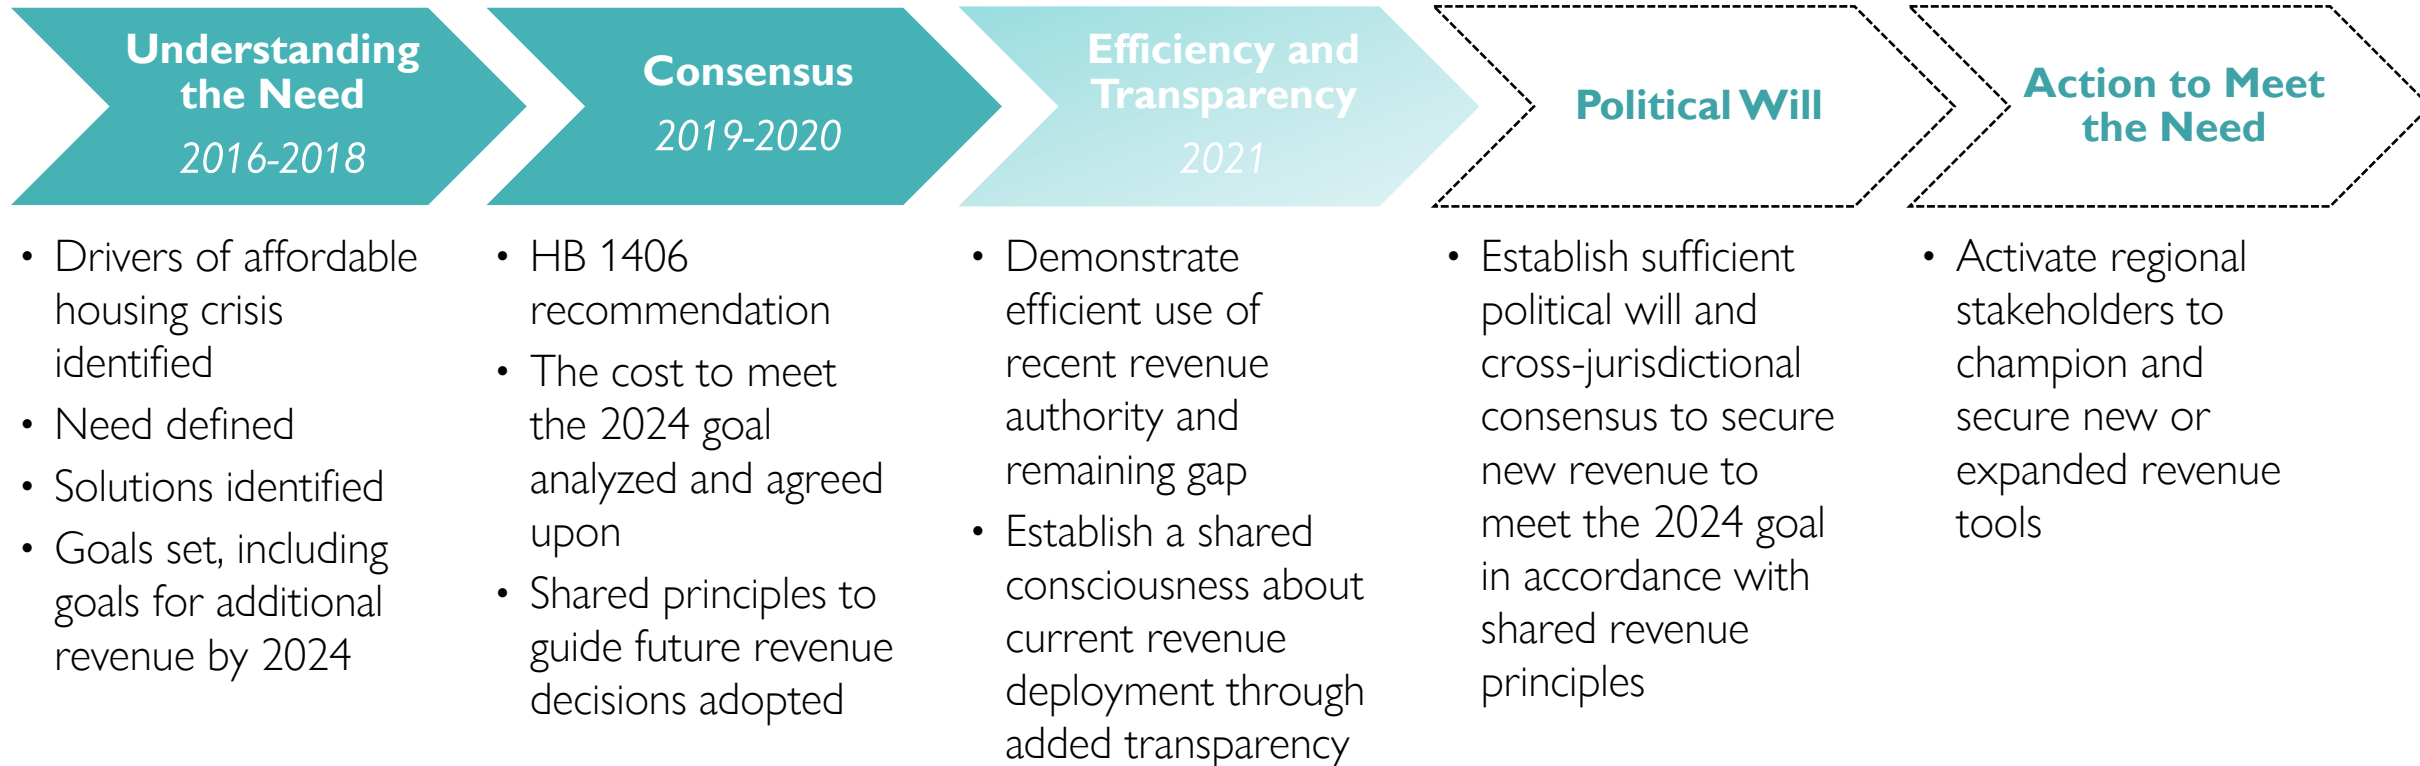 Understanding
the Need
2016-2018
• Drivers of affordable
housing crisis
identified
• Need defined
• Solutions identified
• Goals set, including
goals for additional
revenue by 2024
Consensus
2019-2020
• HB 1406
recommendation
• The cost to meet
the 2024 goal
analyzed and agreed
upon
• Shared principles to
guide future revenue
decisions adopted
Efficiency and
Transparency
2021
• Demonstrate
efficient use of
recent revenue
authority and
remaining gap
• Establish a shared
consciousness about
current revenue
deployment through
added transparency
Political Will
• Establish sufficient
political will and
cross-jurisdictional
consensus to secure
new revenue to
meet the 2024 goal
in accordance with
shared revenue
principles
Action to Meet
the Need
• Activate regional
stakeholders to
champion and
secure new or
expanded revenue
tools